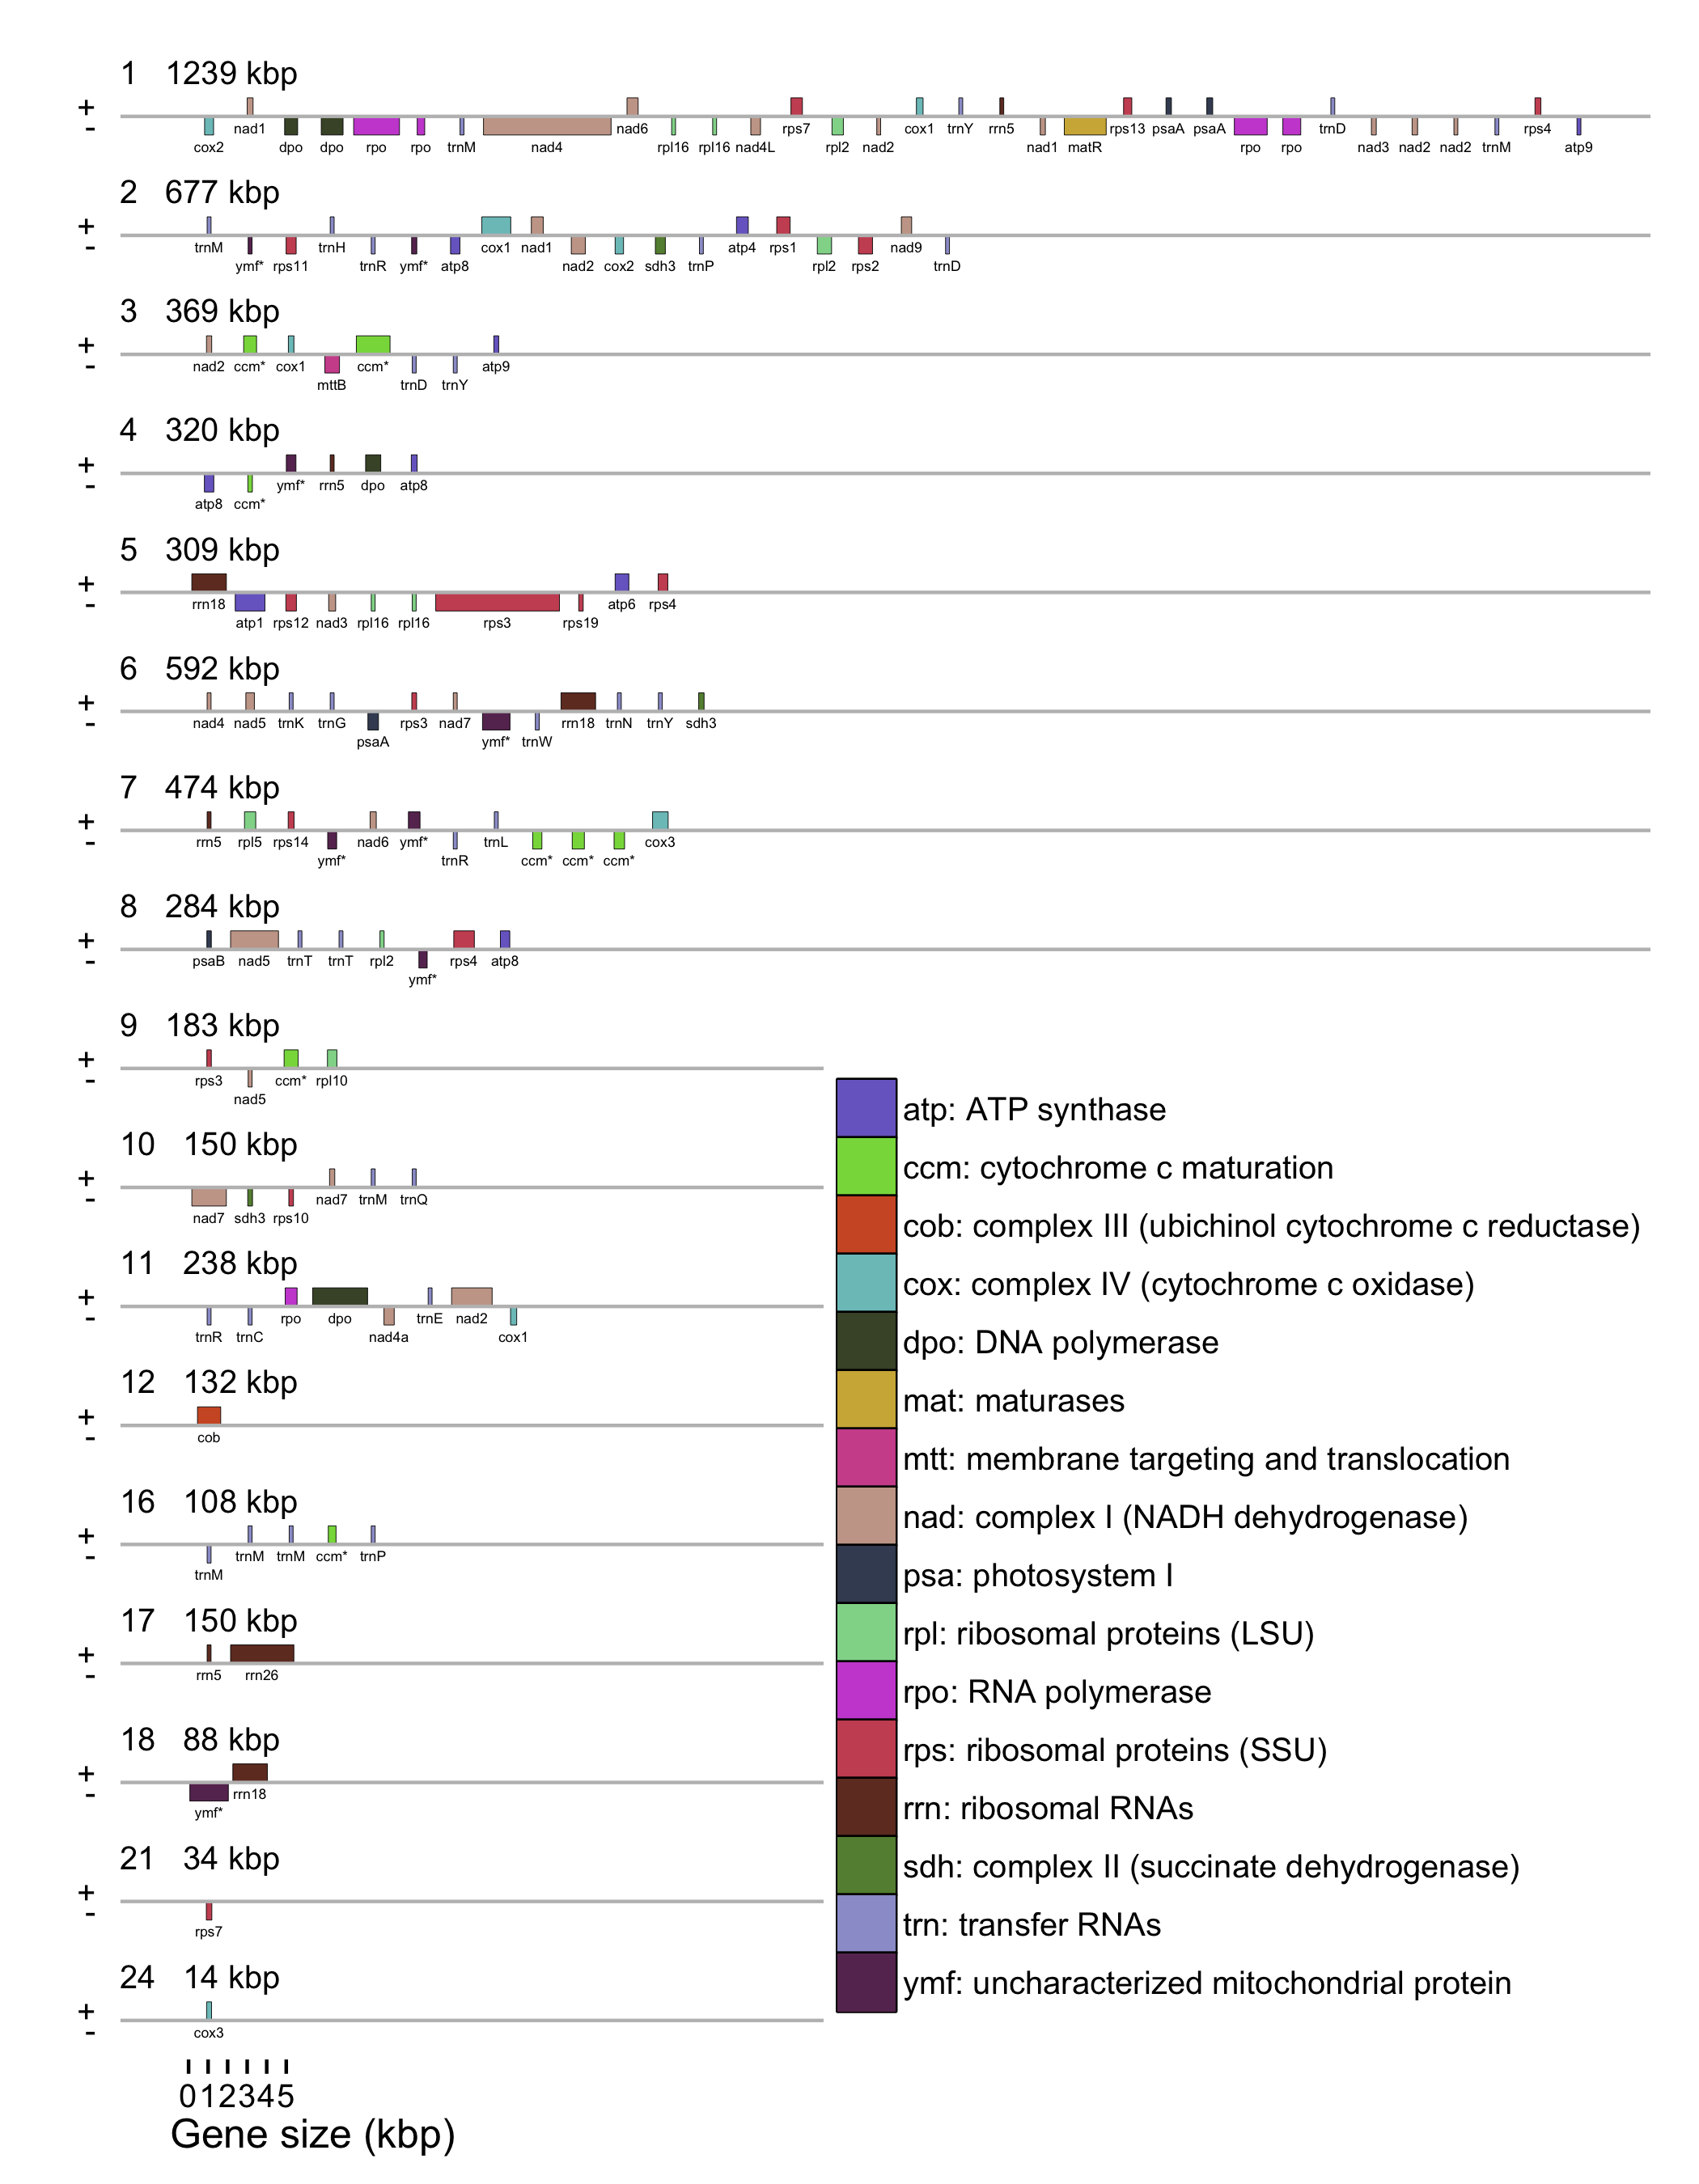 1 1239 kbp
+
-
nad1 nad6 rps7 cox1 trnY rrn5 rps13 psaA psaA trnD rps4
cox2 dpo dpo rpo rpo trnM nad4 rpl16 rpl16 nad4L rpl2 nad2 nad1 matR rpo rpo nad3 nad2 nad2 trnM atp9
2 677 kbp
+
-
trnM trnH cox1 nad1 atp4 rps1 nad9
ymf* rps11 trnR ymf* atp8 nad2 cox2 sdh3 trnP rpl2 rps2 trnD
3 369 kbp
+
-
nad2 ccm* cox1 ccm* atp9
mttB trnD trnY
4 320 kbp
+
-
ymf* rrn5 dpo atp8
atp8 ccm*
5 309 kbp
+
-
rrn18 atp6 rps4
atp1 rps12 nad3 rpl16 rpl16 rps3 rps19
6 592 kbp
+
-
nad4 nad5 trnK trnG rps3 nad7 rrn18 trnN trnY sdh3
psaA ymf* trnW
7 474 kbp
+
-
rrn5 rpl5 rps14 nad6 ymf* trnL cox3
ymf* trnR ccm* ccm* ccm*
8 284 kbp
+
-
psaB nad5 trnT trnT rpl2 rps4 atp8
ymf*
9 183 kbp
+
-
rps3 ccm* rpl10
nad5
10 150 kbp
+
-
nad7 trnM trnQ
nad7 sdh3 rps10
11 238 kbp
+
-
rpo dpo trnE nad2
trnR trnC nad4a cox1
12 132 kbp
+
-
cob
16 108 kbp
+
-
trnM trnM ccm* trnP
trnM
17 150 kbp
+
-
rrn5 rrn26
18 88 kbp
+
-
rrn18
ymf*
21 34 kbp
+
-
rps7
24 14 kbp
+
-
cox3
0 1 2 3 4 5
Gene size (kbp)
atp: ATP synthase
ccm: cytochrome c maturation
cob: complex III (ubichinol cytochrome c reductase)
cox: complex IV (cytochrome c oxidase)
dpo: DNA polymerase
mat: maturases
mtt: membrane targeting and translocation
nad: complex I (NADH dehydrogenase)
psa: photosystem I
rpl: ribosomal proteins (LSU)
rpo: RNA polymerase
rps: ribosomal proteins (SSU)
rrn: ribosomal RNAs
sdh: complex II (succinate dehydrogenase)
trn: transfer RNAs
ymf: uncharacterized mitochondrial protein